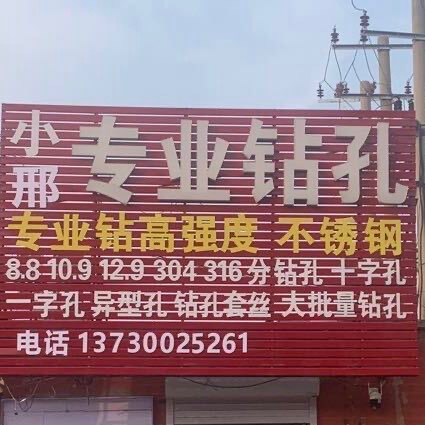 小邢 专业钻孔
专业钻高强度 不锈钢
8.8 10.9 12.9 304 316 分钻孔 十字孔
一字孔 异型孔 钻孔套丝 大批量钻孔
电话 13730025261